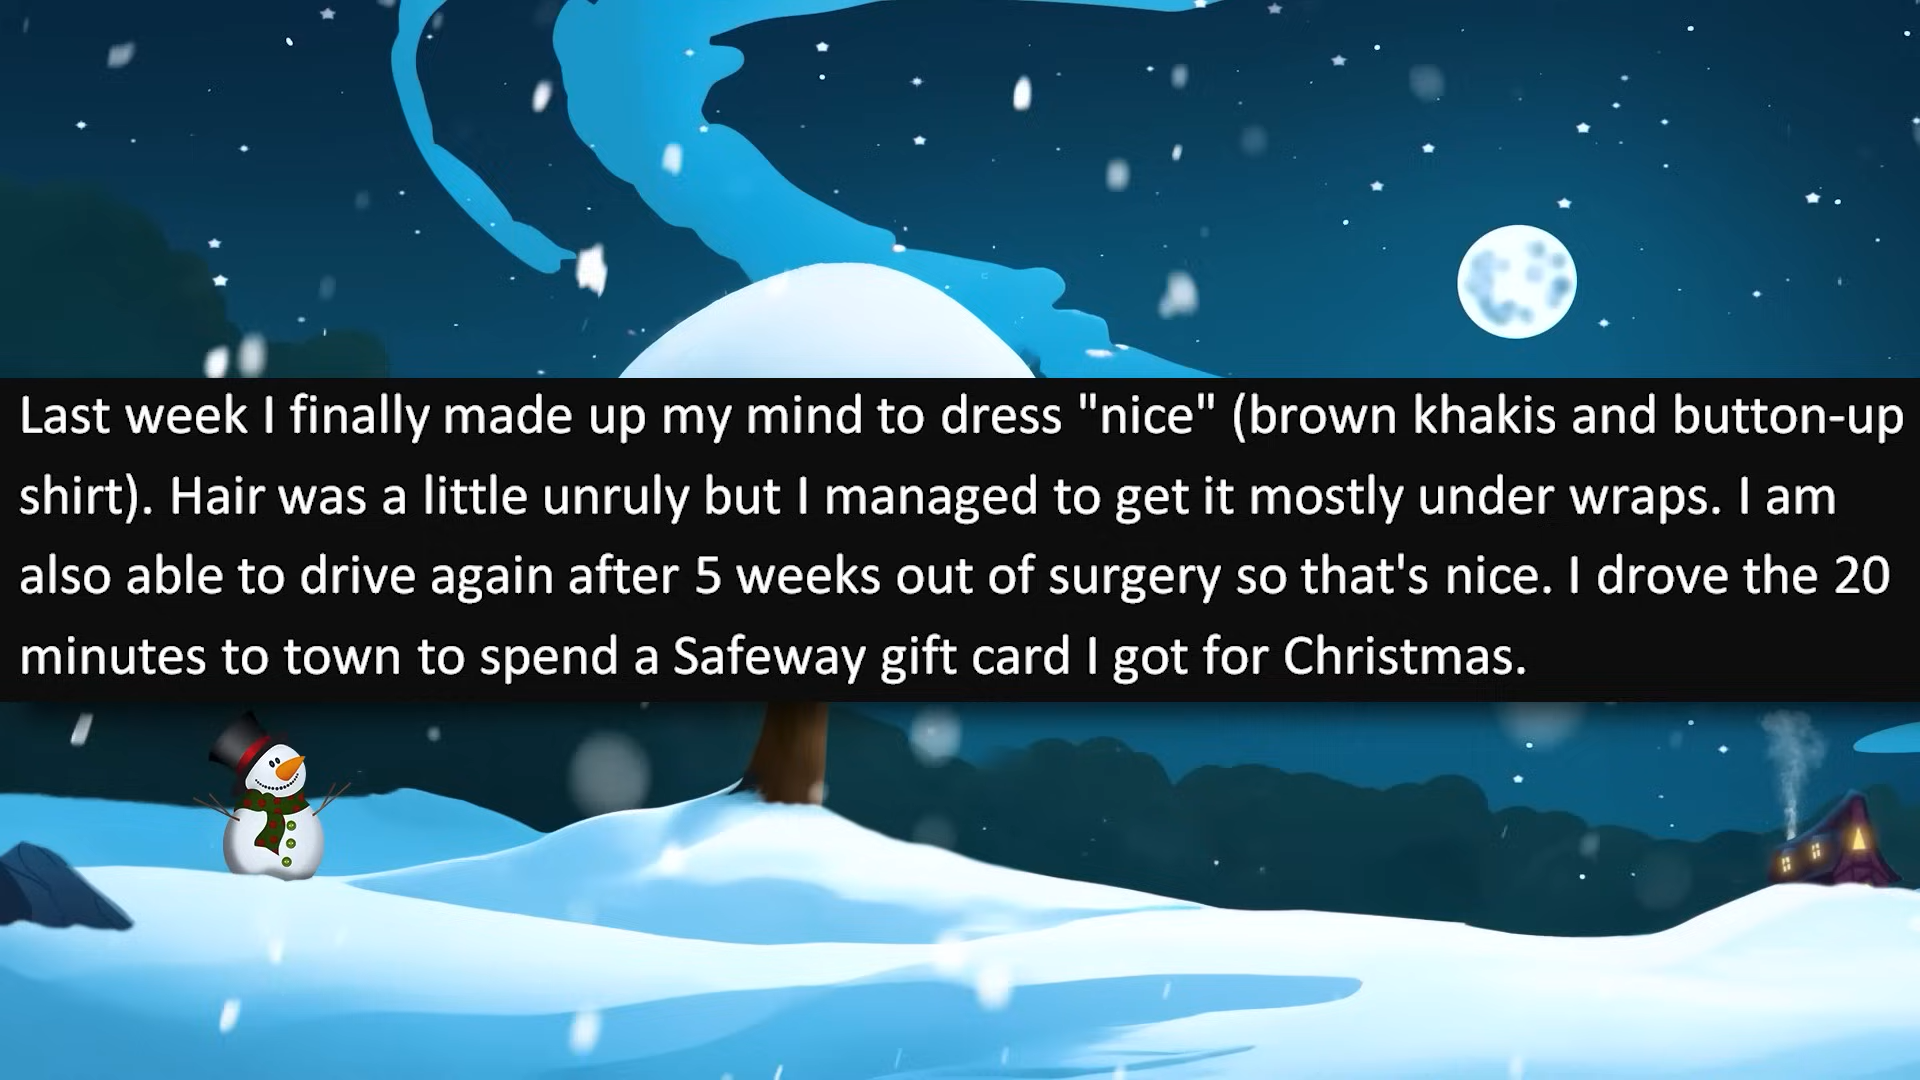 Last week I finally made up my mind to dress "nice" (brown khakis and button-up
shirt). Hair was a little unruly but I managed to get it mostly under wraps. I am
also able to drive again after 5 weeks out of surgery so that's nice. I drove the 20
minutes to town to spend a Safeway gift card I got for Christmas.